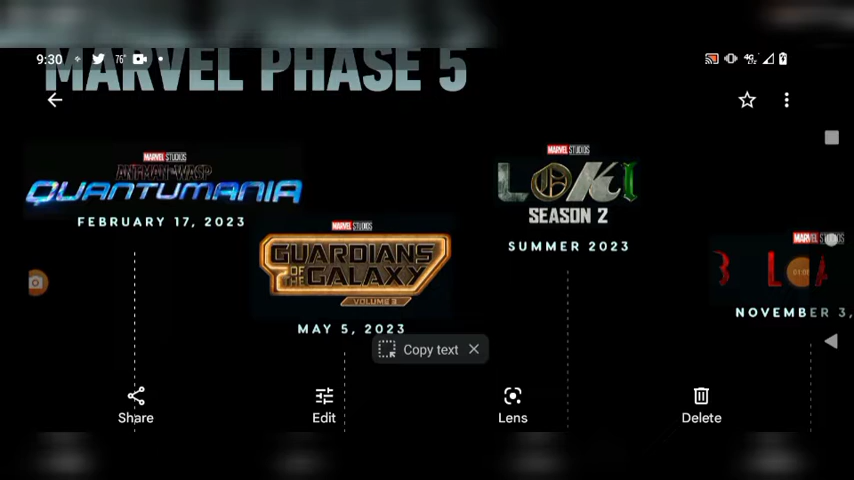 9:30
76°
4G
MARVEL PHASE 5
MARVEL STUDIOS
ANT-MAN AND THE WASP
QUANTUMANIA
FEBRUARY 17, 2023
MARVEL STUDIOS
GUARDIANS
OF THE GALAXY
VOLUME 3
MAY 5, 2023
MARVEL STUDIOS
LOKI
SEASON 2
SUMMER 2023
MARVEL STUDIOS
NOVEMBER 3,
Copy text
Share
Edit
Lens
Delete